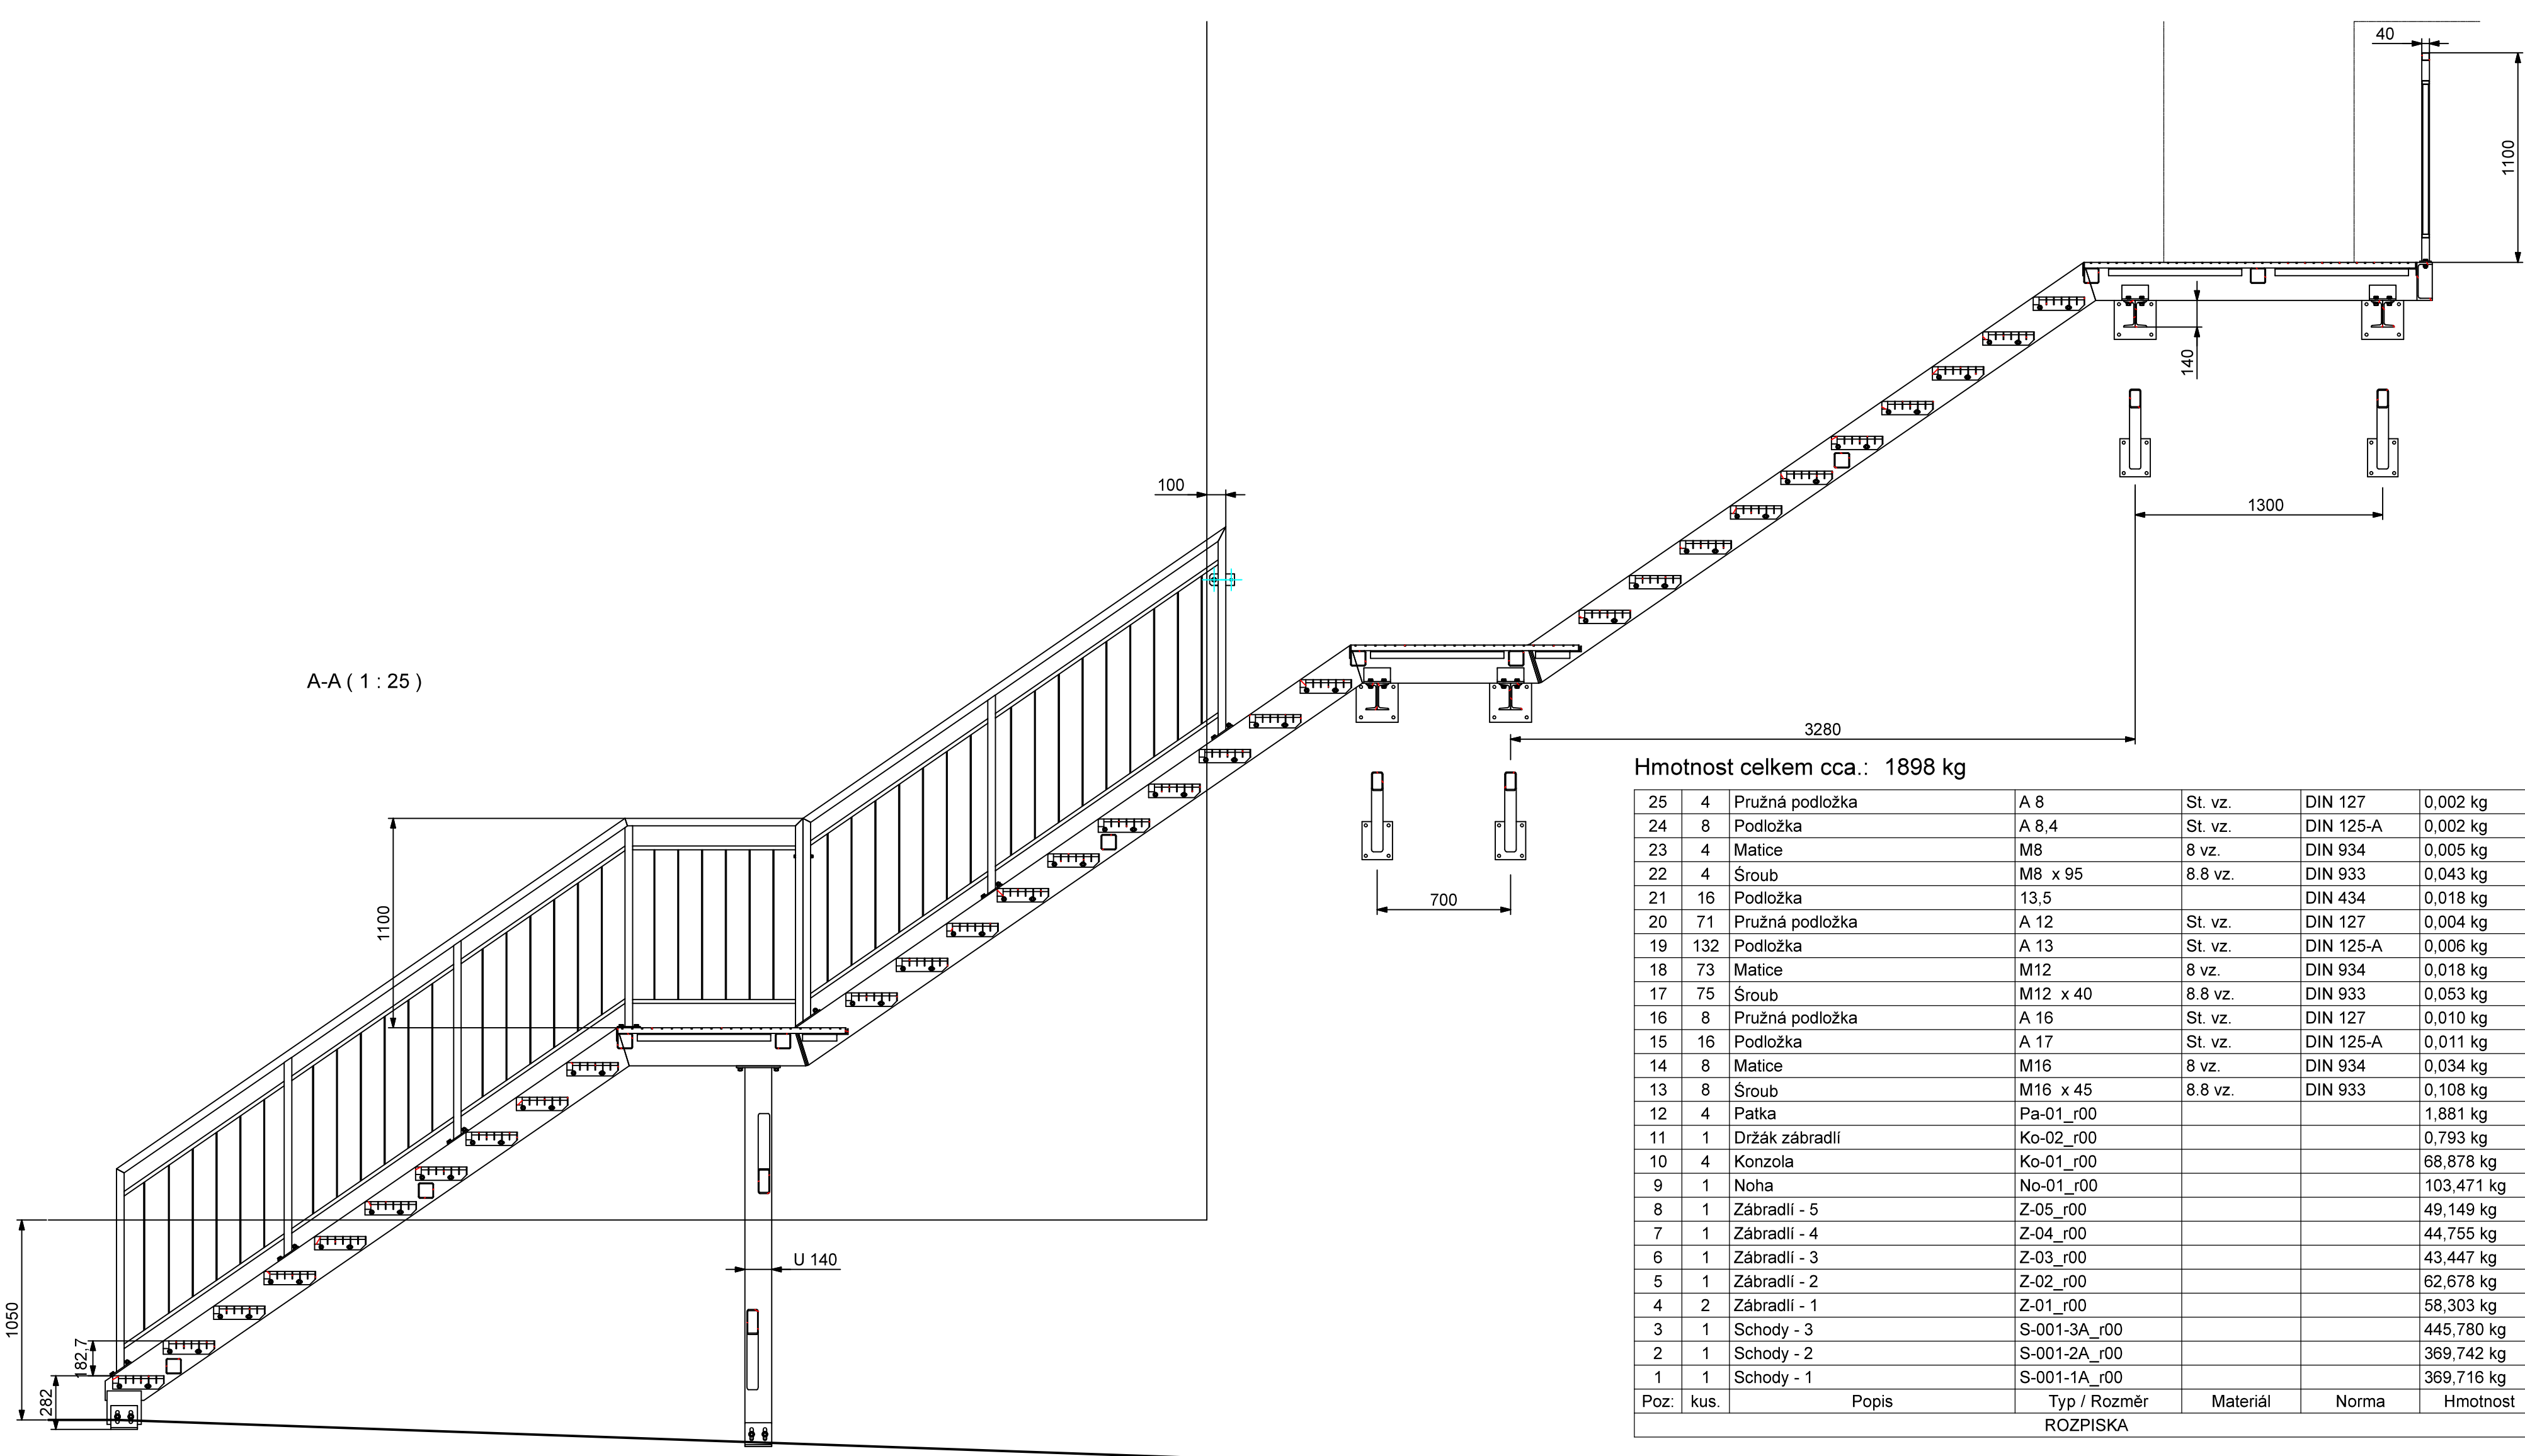 40
1100
140
1300
100
A-A ( 1 : 25 )
3280
700
1100
U 140
1050
182,7
282
Hmotnost celkem cca.: 1898 kg
25 4 Pružná podložka A 8 St. vz. DIN 127 0,002 kg
24 8 Podložka A 8,4 St. vz. DIN 125-A 0,002 kg
23 4 Matice M8 8 vz. DIN 934 0,005 kg
22 4 Śroub M8 x 95 8.8 vz. DIN 933 0,043 kg
21 16 Podložka 13,5 DIN 434 0,018 kg
20 71 Pružná podložka A 12 St. vz. DIN 127 0,004 kg
19 132 Podložka A 13 St. vz. DIN 125-A 0,006 kg
18 73 Matice M12 8 vz. DIN 934 0,018 kg
17 75 Śroub M12 x 40 8.8 vz. DIN 933 0,053 kg
16 8 Pružná podložka A 16 St. vz. DIN 127 0,010 kg
15 16 Podložka A 17 St. vz. DIN 125-A 0,011 kg
14 8 Matice M16 8 vz. DIN 934 0,034 kg
13 8 Śroub M16 x 45 8.8 vz. DIN 933 0,108 kg
12 4 Patka Pa-01_r00 1,881 kg
11 1 Držák zábradlí Ko-02_r00 0,793 kg
10 4 Konzola Ko-01_r00 68,878 kg
9 1 Noha No-01_r00 103,471 kg
8 1 Zábradlí - 5 Z-05_r00 49,149 kg
7 1 Zábradlí - 4 Z-04_r00 44,755 kg
6 1 Zábradlí - 3 Z-03_r00 43,447 kg
5 1 Zábradlí - 2 Z-02_r00 62,678 kg
4 2 Zábradlí - 1 Z-01_r00 58,303 kg
3 1 Schody - 3 S-001-3A_r00 445,780 kg
2 1 Schody - 2 S-001-2A_r00 369,742 kg
1 1 Schody - 1 S-001-1A_r00 369,716 kg
Poz: kus. Popis Typ / Rozměr Materiál Norma Hmotnost
ROZPISKA